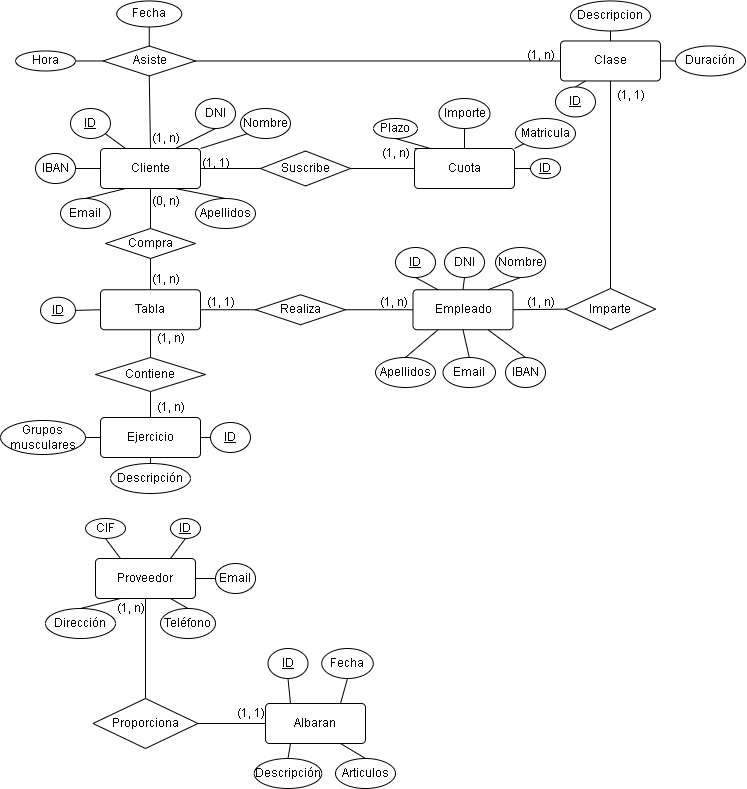 Fecha
Descripcion
Hora
Asiste
(1, n)
Clase
Duración
ID
(1, 1)
DNI
Importe
ID
Nombre
Plazo
Matricula
(1, n)
(1, n)
IBAN
Cliente
(1, 1)
Suscribe
Cuota
ID
(0, n)
Email
Apellidos
Compra
ID
DNI
Nombre
(1, n)
ID
Tabla
(1, 1)
Realiza
(1, n)
Empleado
(1, n)
Imparte
(1, n)
Contiene
Apellidos
Email
IBAN
(1, n)
Grupos
musculares
Ejercicio
ID
Descripción
CIF
ID
Proveedor
Email
(1, n)
Dirección
Teléfono
ID
Fecha
(1, 1)
Proporciona
Albaran
Descripción
Articulos